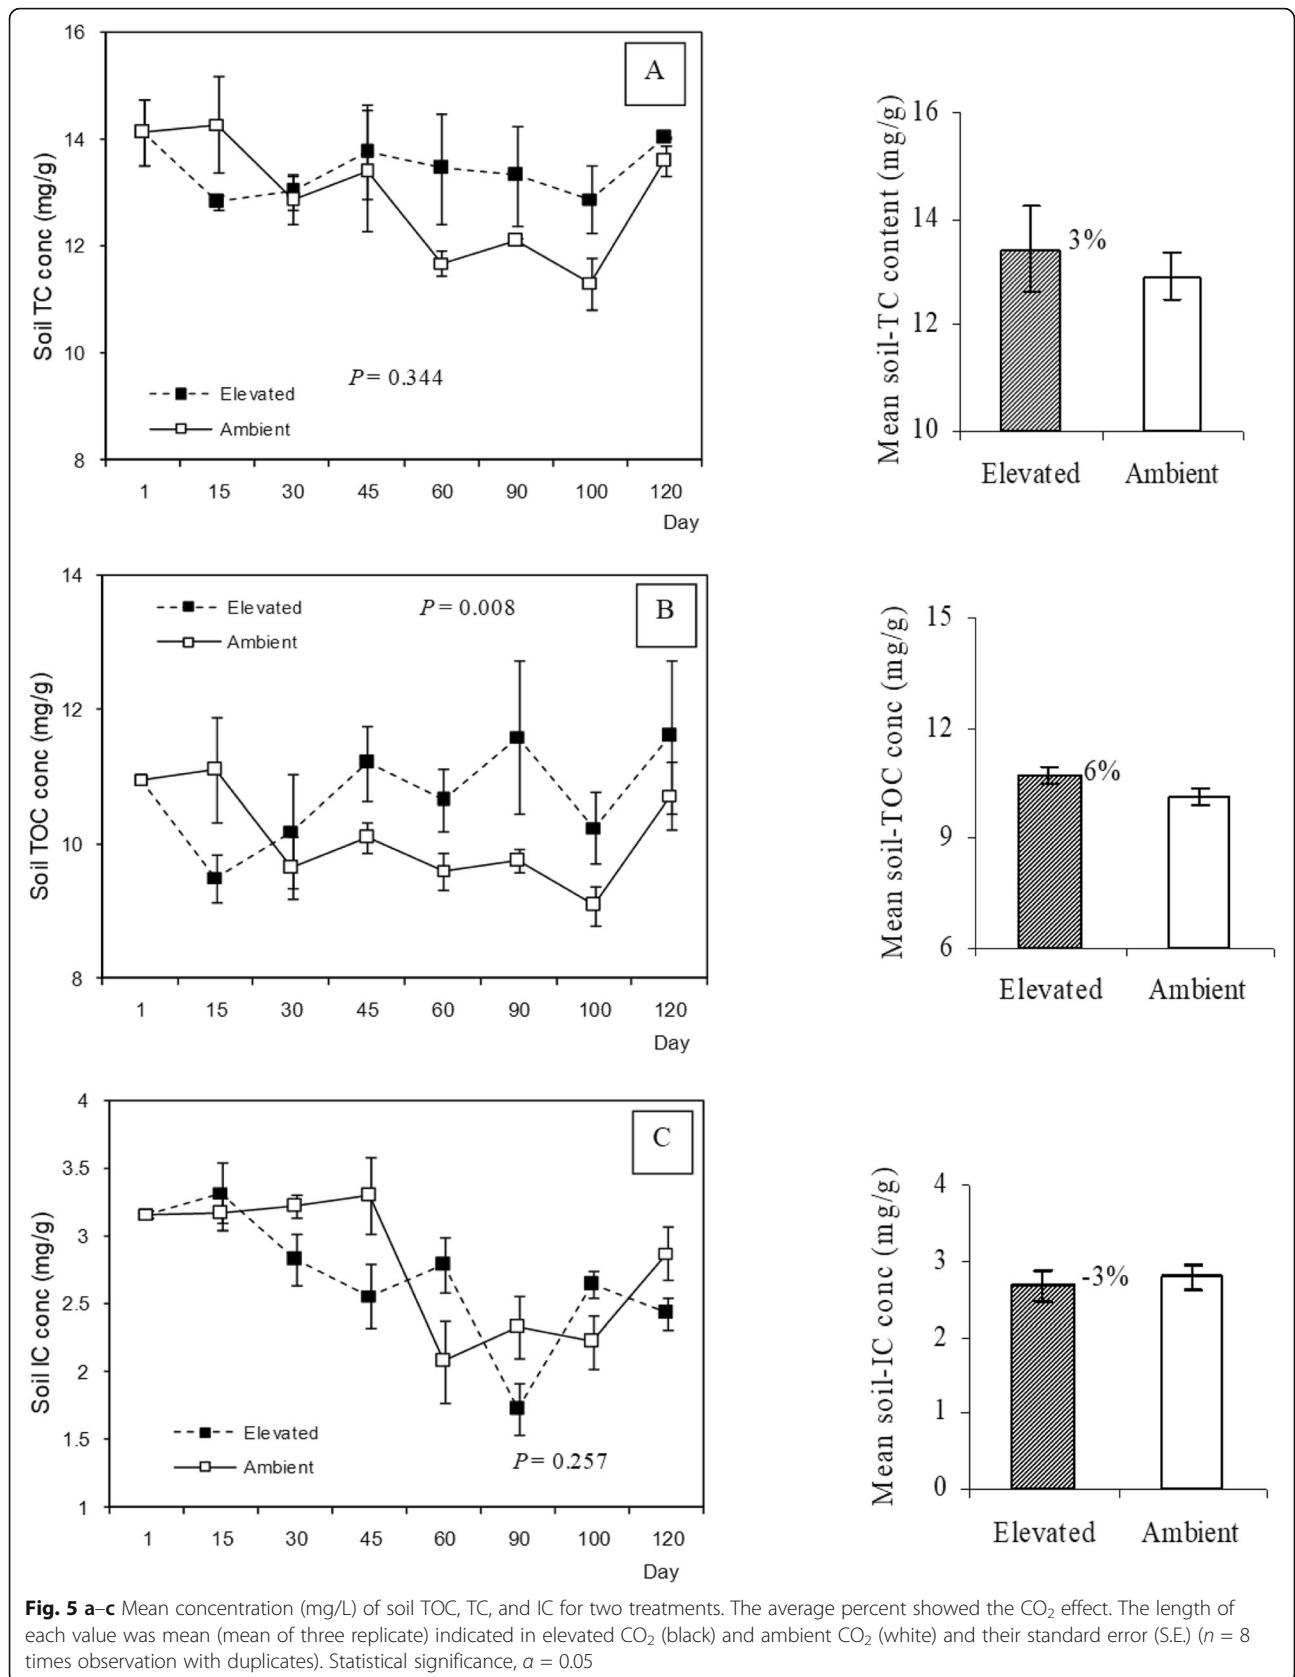 16
14
12
10
8
Soil TC conc (mg/g)
A
P = 0.344
Elevated
Ambient
1 15 30 45 60 90 100 120
Day
Mean soil-TC content (mg/g)
16
14
12
10
3%
Elevated Ambient
14
12
10
8
Soil TOC conc (mg/g)
Elevated
Ambient
P = 0.008
B
1 15 30 45 60 90 100 120
Day
Mean soil-TOC conc (mg/g)
15
12
9
6
6%
Elevated Ambient
4
3.5
3
2.5
2
1.5
1
Soil IC conc (mg/g)
C
Elevated
Ambient
P = 0.257
1 15 30 45 60 90 100 120
Day
Mean soil-IC conc (mg/g)
4
3
2
1
0
-3%
Elevated Ambient
Fig. 5 a–c Mean concentration (mg/L) of soil TOC, TC, and IC for two treatments. The average percent showed the CO₂ effect. The length of
each value was mean (mean of three replicate) indicated in elevated CO₂ (black) and ambient CO₂ (white) and their standard error (S.E.) (n = 8
times observation with duplicates). Statistical significance, α = 0.05